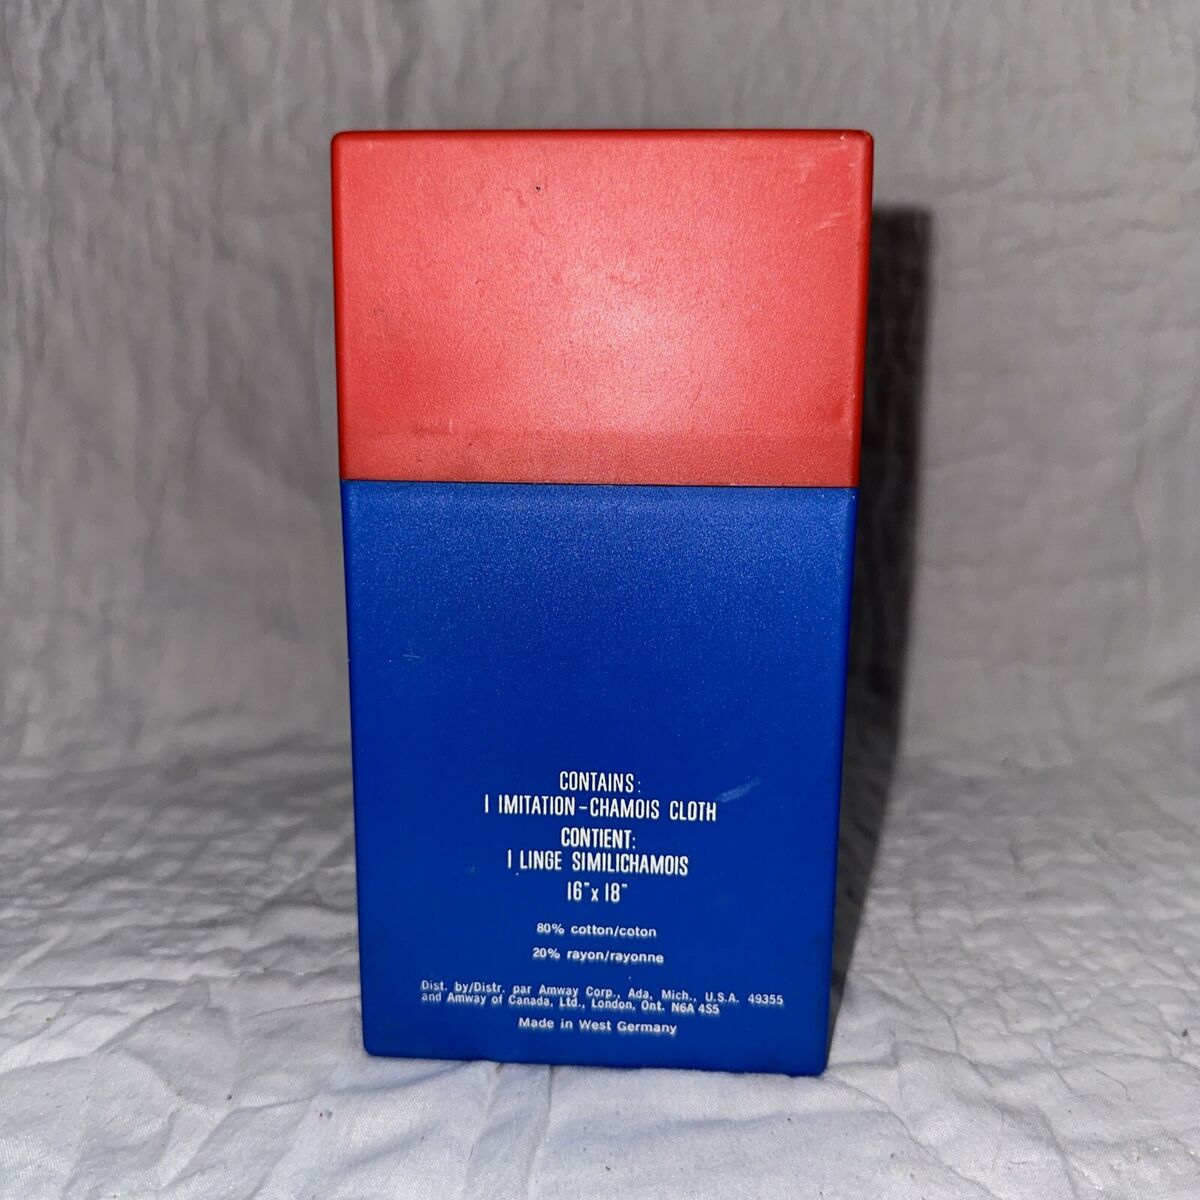 CONTAINS:
1 IMITATION-CHAMOIS CLOTH
CONTIENT:
1 LINGE SIMILICHAMOIS
16" x 18"
80% cotton/coton
20% rayon/rayonne
Dist. by/Distr. par Amway Corp., Ada, Mich., U.S.A. 49355
and Amway of Canada, Ltd., London, Ont. N6A 4S5
Made in West Germany